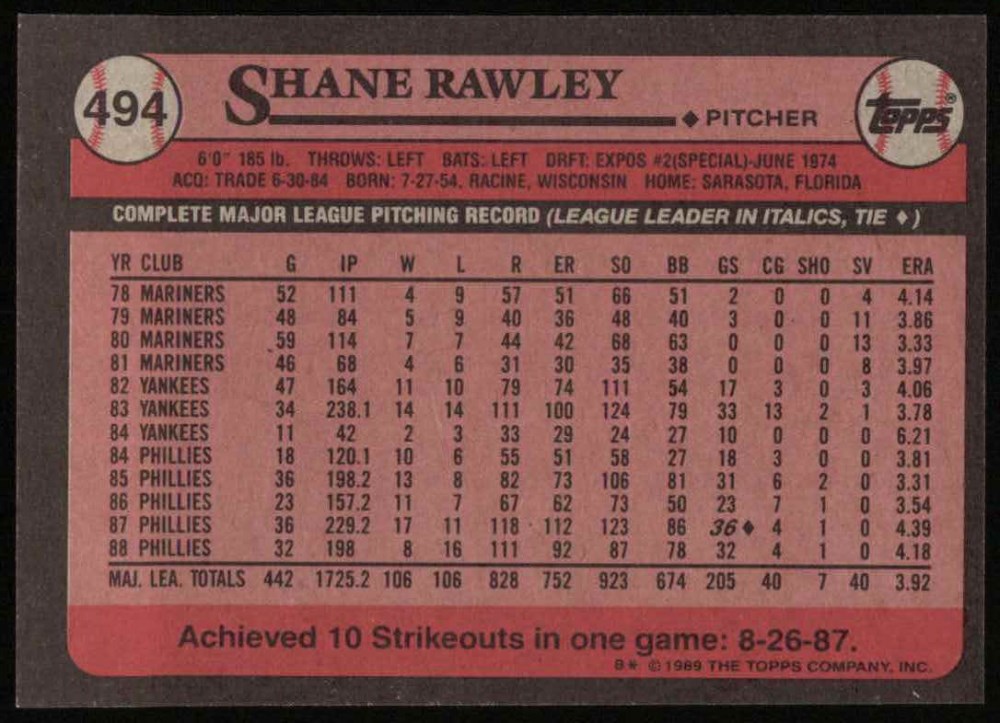 494 SHANE RAWLEY topps®
◆ PITCHER
6'0" 185 lb. THROWS: LEFT BATS: LEFT DRFT: EXPOS #2(SPECIAL)-JUNE 1974
ACQ: TRADE 6-30-84 BORN: 7-27-54, RACINE, WISCONSIN HOME: SARASOTA, FLORIDA
COMPLETE MAJOR LEAGUE PITCHING RECORD (LEAGUE LEADER IN ITALICS, TIE ◆)
YR CLUB G IP W L R ER SO BB GS CG SHO SV ERA
78 MARINERS 52 111 4 9 57 51 66 51 2 0 0 4 4.14
79 MARINERS 48 84 5 9 40 36 48 40 3 0 0 11 3.86
80 MARINERS 59 114 7 7 44 42 68 63 0 0 0 13 3.33
81 MARINERS 46 68 4 6 31 30 35 38 0 0 0 8 3.97
82 YANKEES 47 164 11 10 79 74 111 54 17 3 0 3 4.06
83 YANKEES 34 238.1 14 14 111 100 124 79 33 13 2 1 3.78
84 YANKEES 11 42 2 3 33 29 24 27 10 0 0 0 6.21
84 PHILLIES 18 120.1 10 6 55 51 58 27 18 3 0 0 3.81
85 PHILLIES 36 198.2 13 8 82 73 106 81 31 6 2 0 3.31
86 PHILLIES 23 157.2 11 7 67 62 73 50 23 7 1 0 3.54
87 PHILLIES 36 229.2 17 11 118 112 123 86 36◆ 4 1 0 4.39
88 PHILLIES 32 198 8 16 111 92 87 78 32 4 1 0 4.18
MAJ. LEA. TOTALS 442 1725.2 106 106 828 752 923 674 205 40 7 40 3.92
Achieved 10 Strikeouts in one game: 8-26-87.
B* © 1989 THE TOPPS COMPANY, INC.